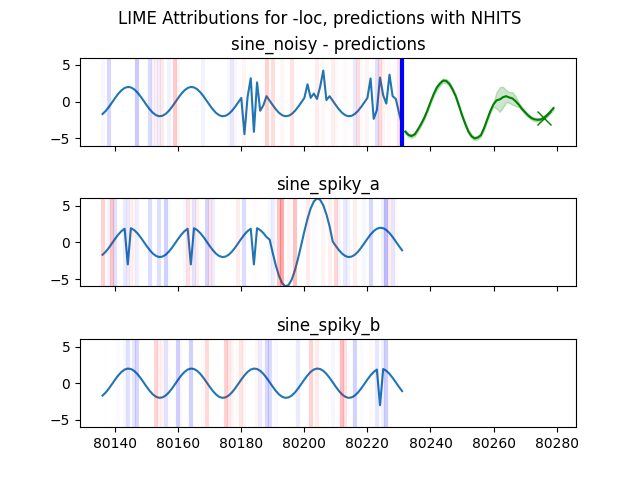 LIME Attributions for -loc, predictions with NHITS
sine_noisy - predictions
5
0
−5
sine_spiky_a
5
0
−5
sine_spiky_b
5
0
−5
80140 80160 80180 80200 80220 80240 80260 80280